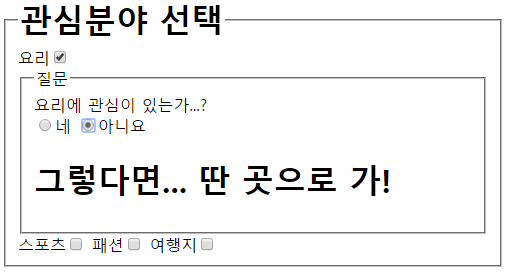 관심분야 선택
요리
질문
요리에 관심이 있는가...?
네 아니요
그렇다면... 딴 곳으로 가!
스포츠 패션 여행지